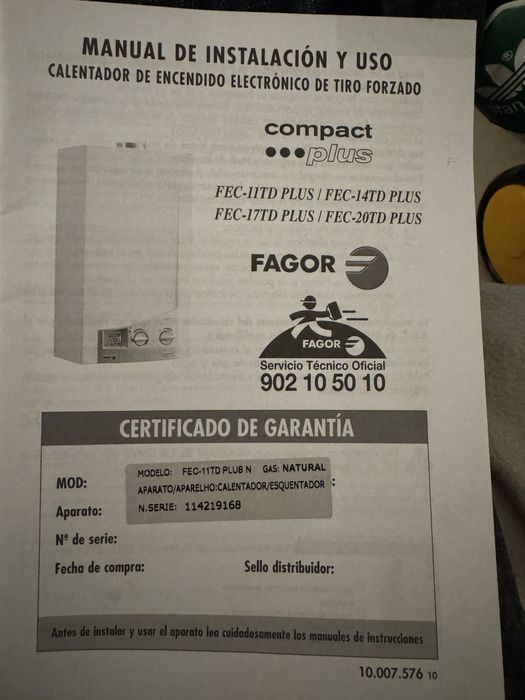 MANUAL DE INSTALACIÓN Y USO
CALENTADOR DE ENCENDIDO ELECTRÓNICO DE TIRO FORZADO
compact
plus
FEC-11TD PLUS / FEC-14TD PLUS
FEC-17TD PLUS / FEC-20TD PLUS
FAGOR
FAGOR
Servicio Técnico Oficial
902 10 50 10
CERTIFICADO DE GARANTÍA
MOD:
MODELO: FEC-11TD PLUS N GAS: NATURAL
APARATO/APARELHO:CALENTADOR/ESQUENTADOR :
Aparato:
N.SERIE: 114219168
Nº de serie:
Fecha de compra: Sello distribuidor:
Antes de instalar y usar el aparato lea cuidadosamente los manuales de instrucciones
10.007.576 10